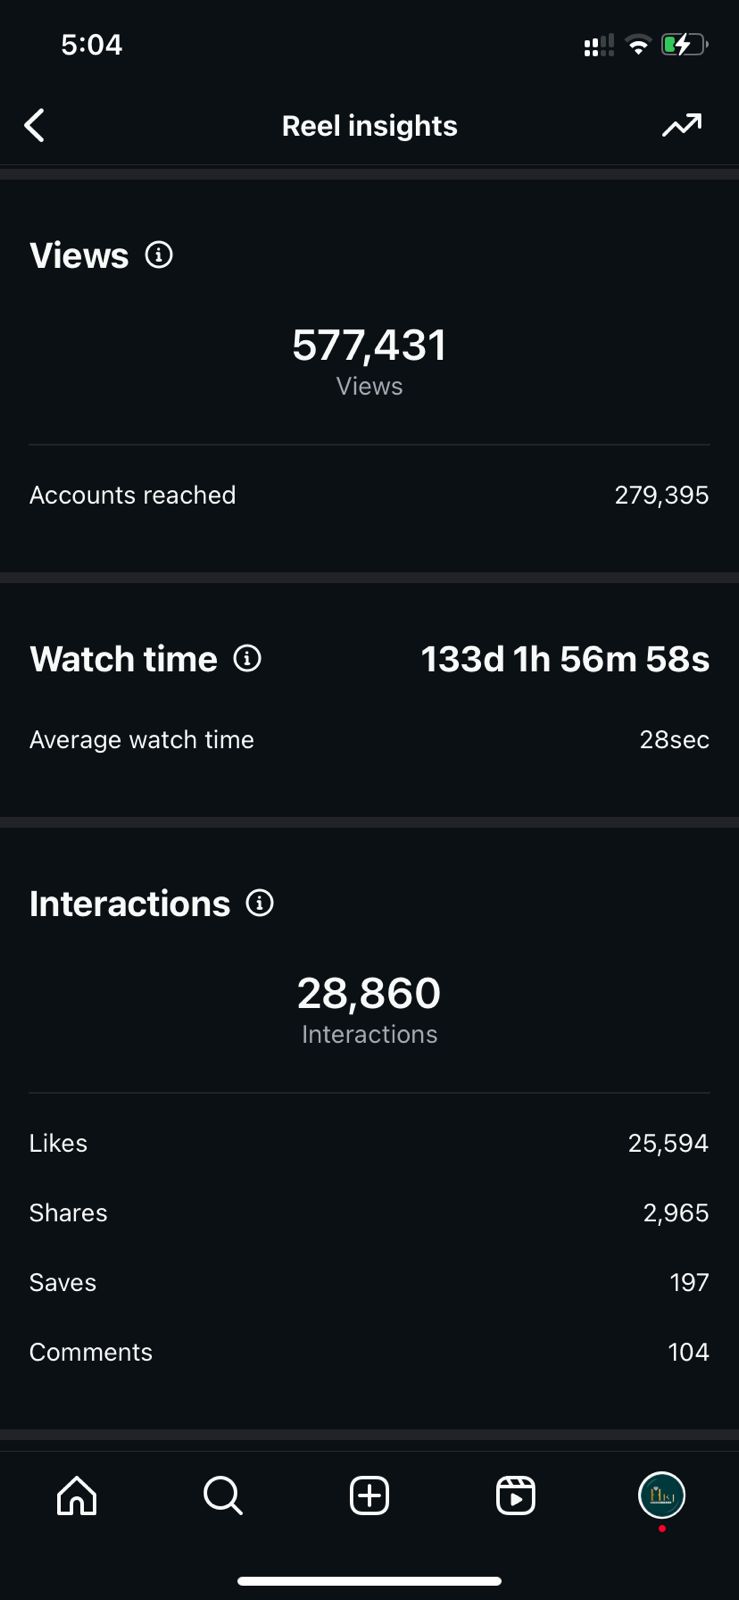 5:04
Reel insights
Views
577,431
Views
Accounts reached 279,395
Watch time 133d 1h 56m 58s
Average watch time 28sec
Interactions
28,860
Interactions
Likes 25,594
Shares 2,965
Saves 197
Comments 104